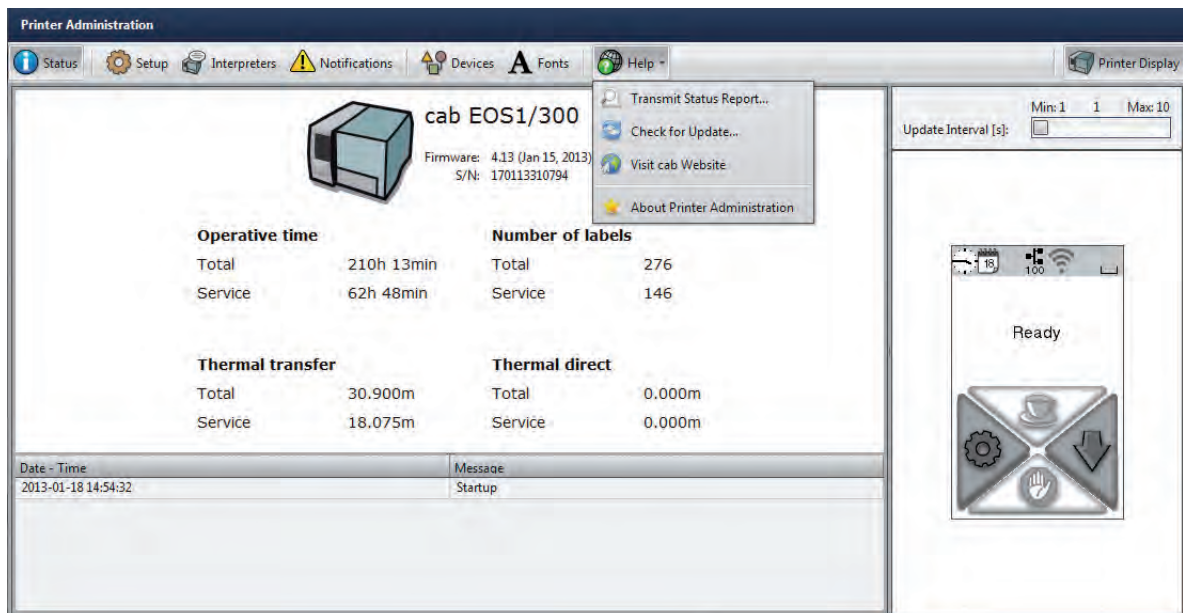 Printer Administration
Status Setup Interpreters Notifications Devices Fonts Help Printer Display
Transmit Status Report...
Check for Update...
Visit cab Website
About Printer Administration
cab EOS1/300
Firmware: 4.13 (Jan 15, 2013)
S/N: 170113310794
Operative time Number of labels
Total 210h 13min Total 276
Service 62h 48min Service 146
Thermal transfer Thermal direct
Total 30.900m Total 0.000m
Service 18.075m Service 0.000m
Date - Time Message
2013-01-18 14:54:32 Startup
Min: 1 1 Max: 10
Update Interval [s]:
18 100
Ready